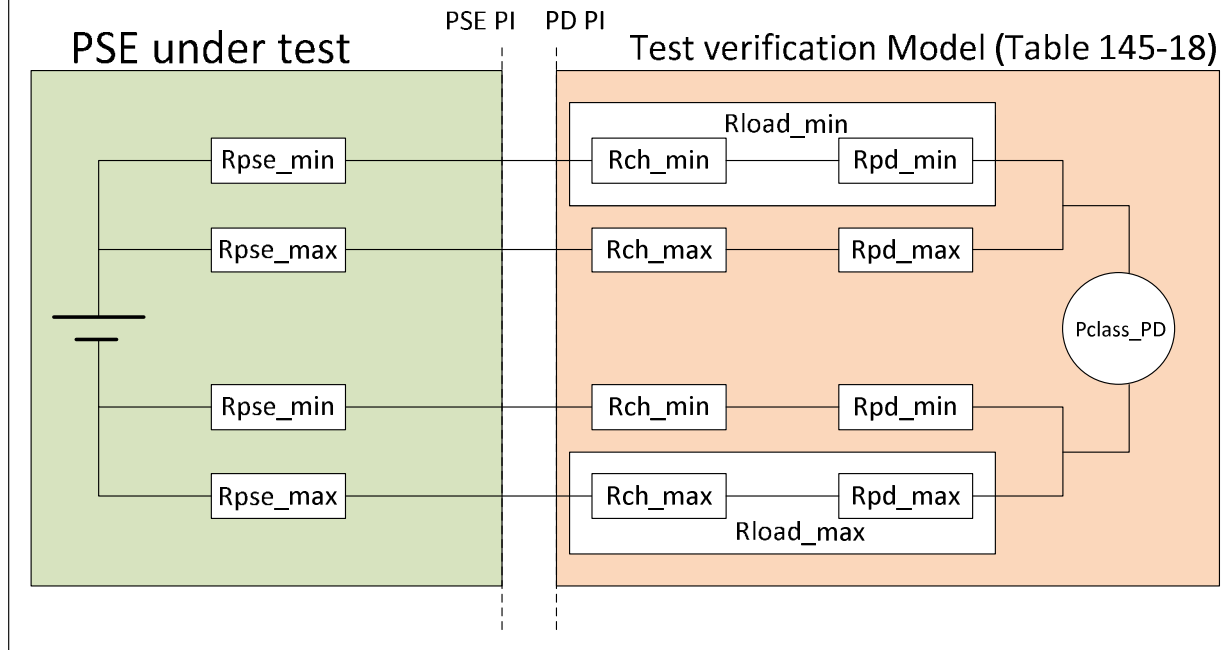 PSE PI PD PI
PSE under test
Test verification Model (Table 145-18)
Rload_min
Rpse_min
Rch_min
Rpd_min
Rpse_max
Rch_max
Rpd_max
Pclass_PD
Rpse_min
Rch_min
Rpd_min
Rpse_max
Rch_max
Rpd_max
Rload_max